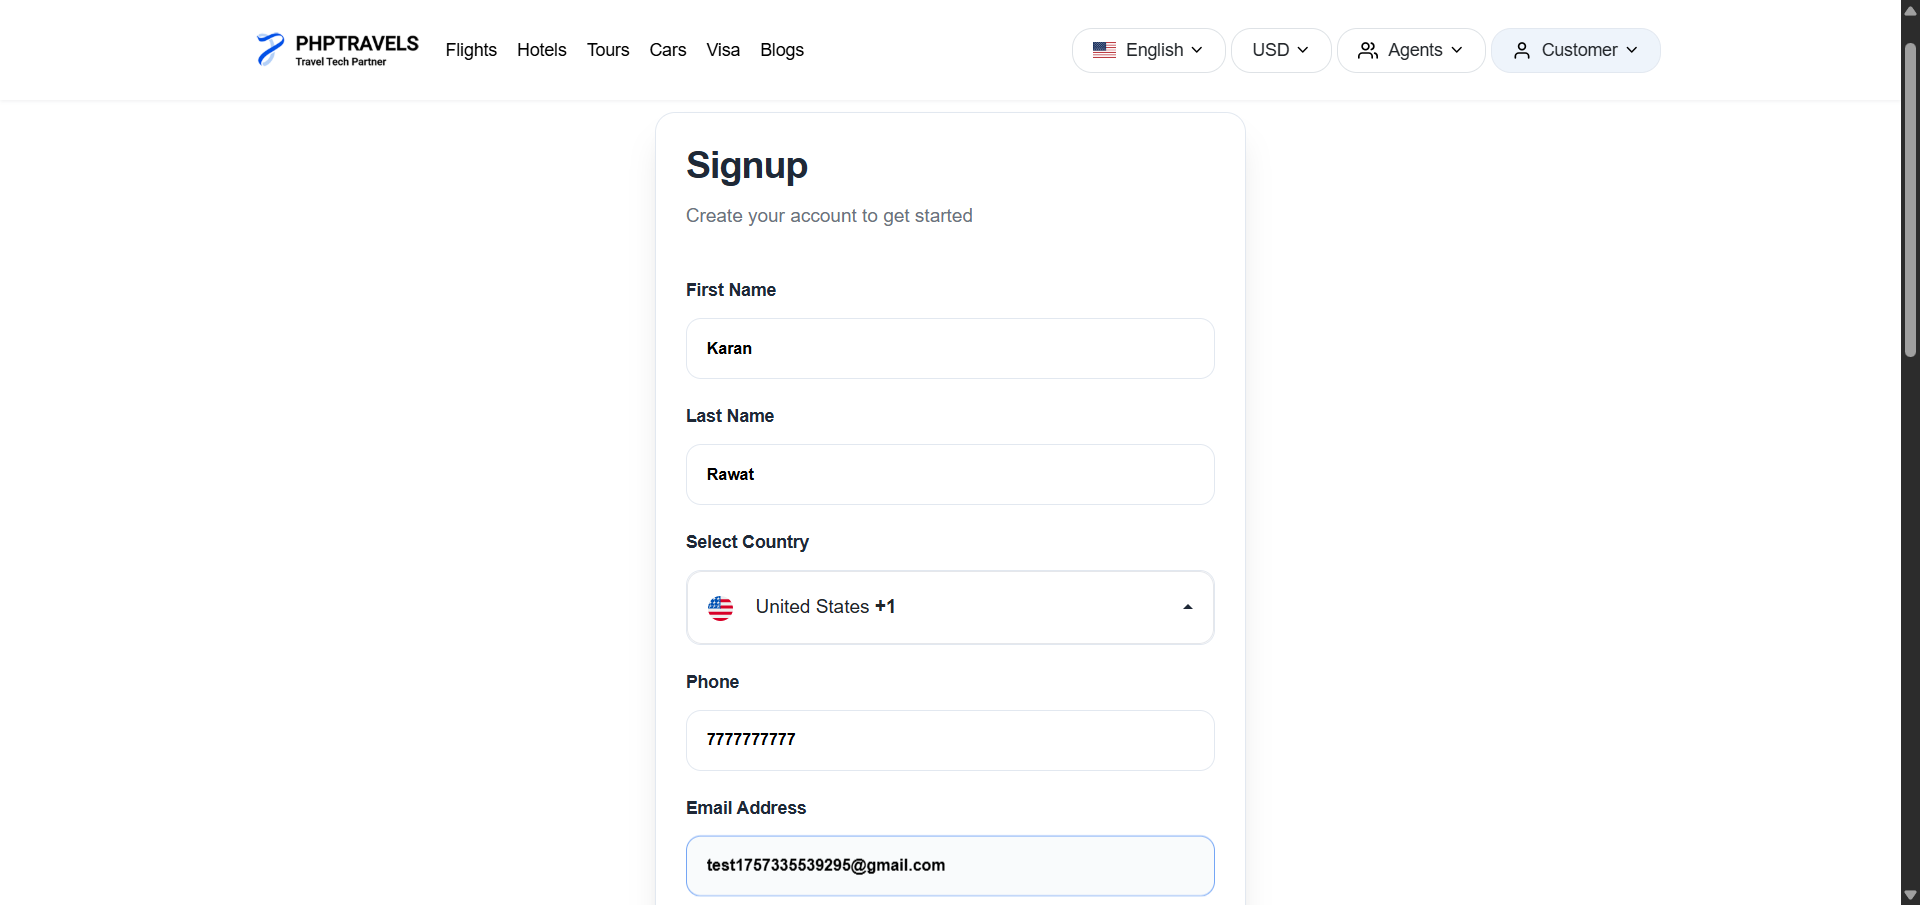 PHPTRAVELS
Travel Tech Partner
Flights Hotels Tours Cars Visa Blogs
English USD Agents Customer
Signup
Create your account to get started
First Name
Karan
Last Name
Rawat
Select Country
United States +1
Phone
7777777777
Email Address
test1757335539295@gmail.com